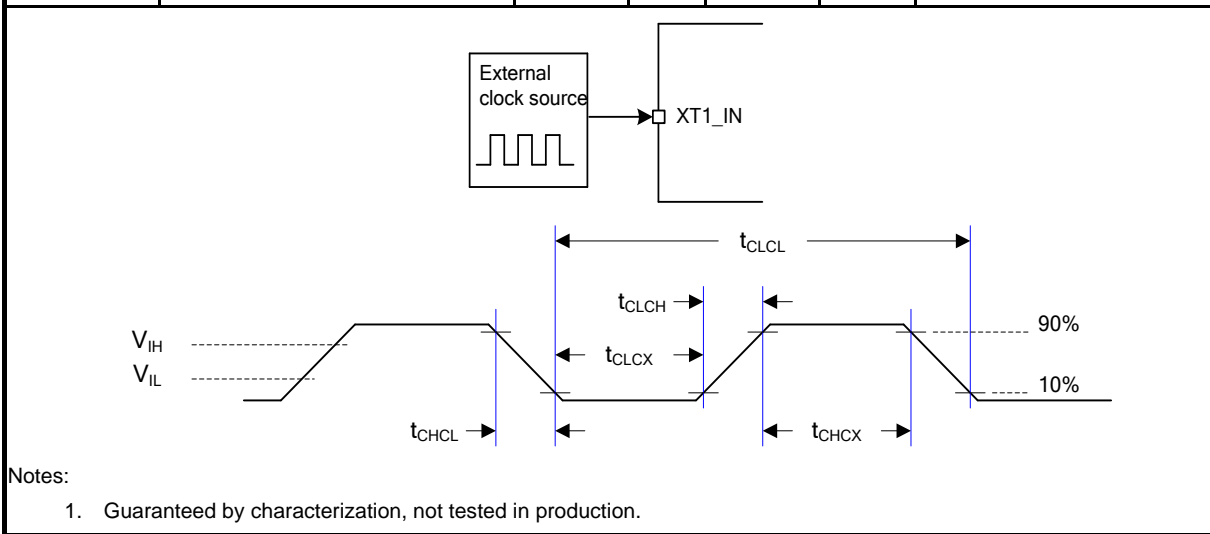 External
clock source
XT1_IN
tCLCL
tCLCH
90%
VIH
tCLCX
VIL
10%
tCHCL
tCHCX
Notes:
1. Guaranteed by characterization, not tested in production.